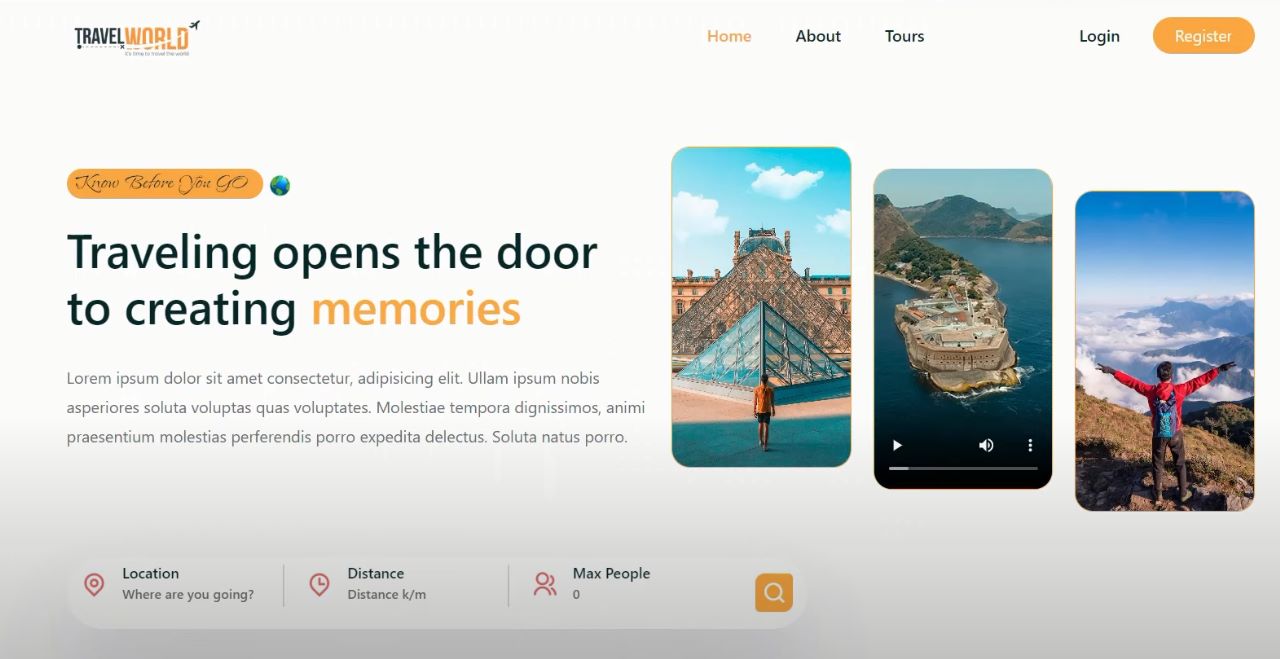 TRAVELWORLD
it's time to travel the world
Home
About
Tours
Login
Register
Know Before You GO
Traveling opens the door
to creating memories
Lorem ipsum dolor sit amet consectetur, adipisicing elit. Ullam ipsum nobis
asperiores soluta voluptas quas voluptates. Molestiae tempora dignissimos, animi
praesentium molestias perferendis porro expedita delectus. Soluta natus porro.
Location
Where are you going?
Distance
Distance k/m
Max People
0